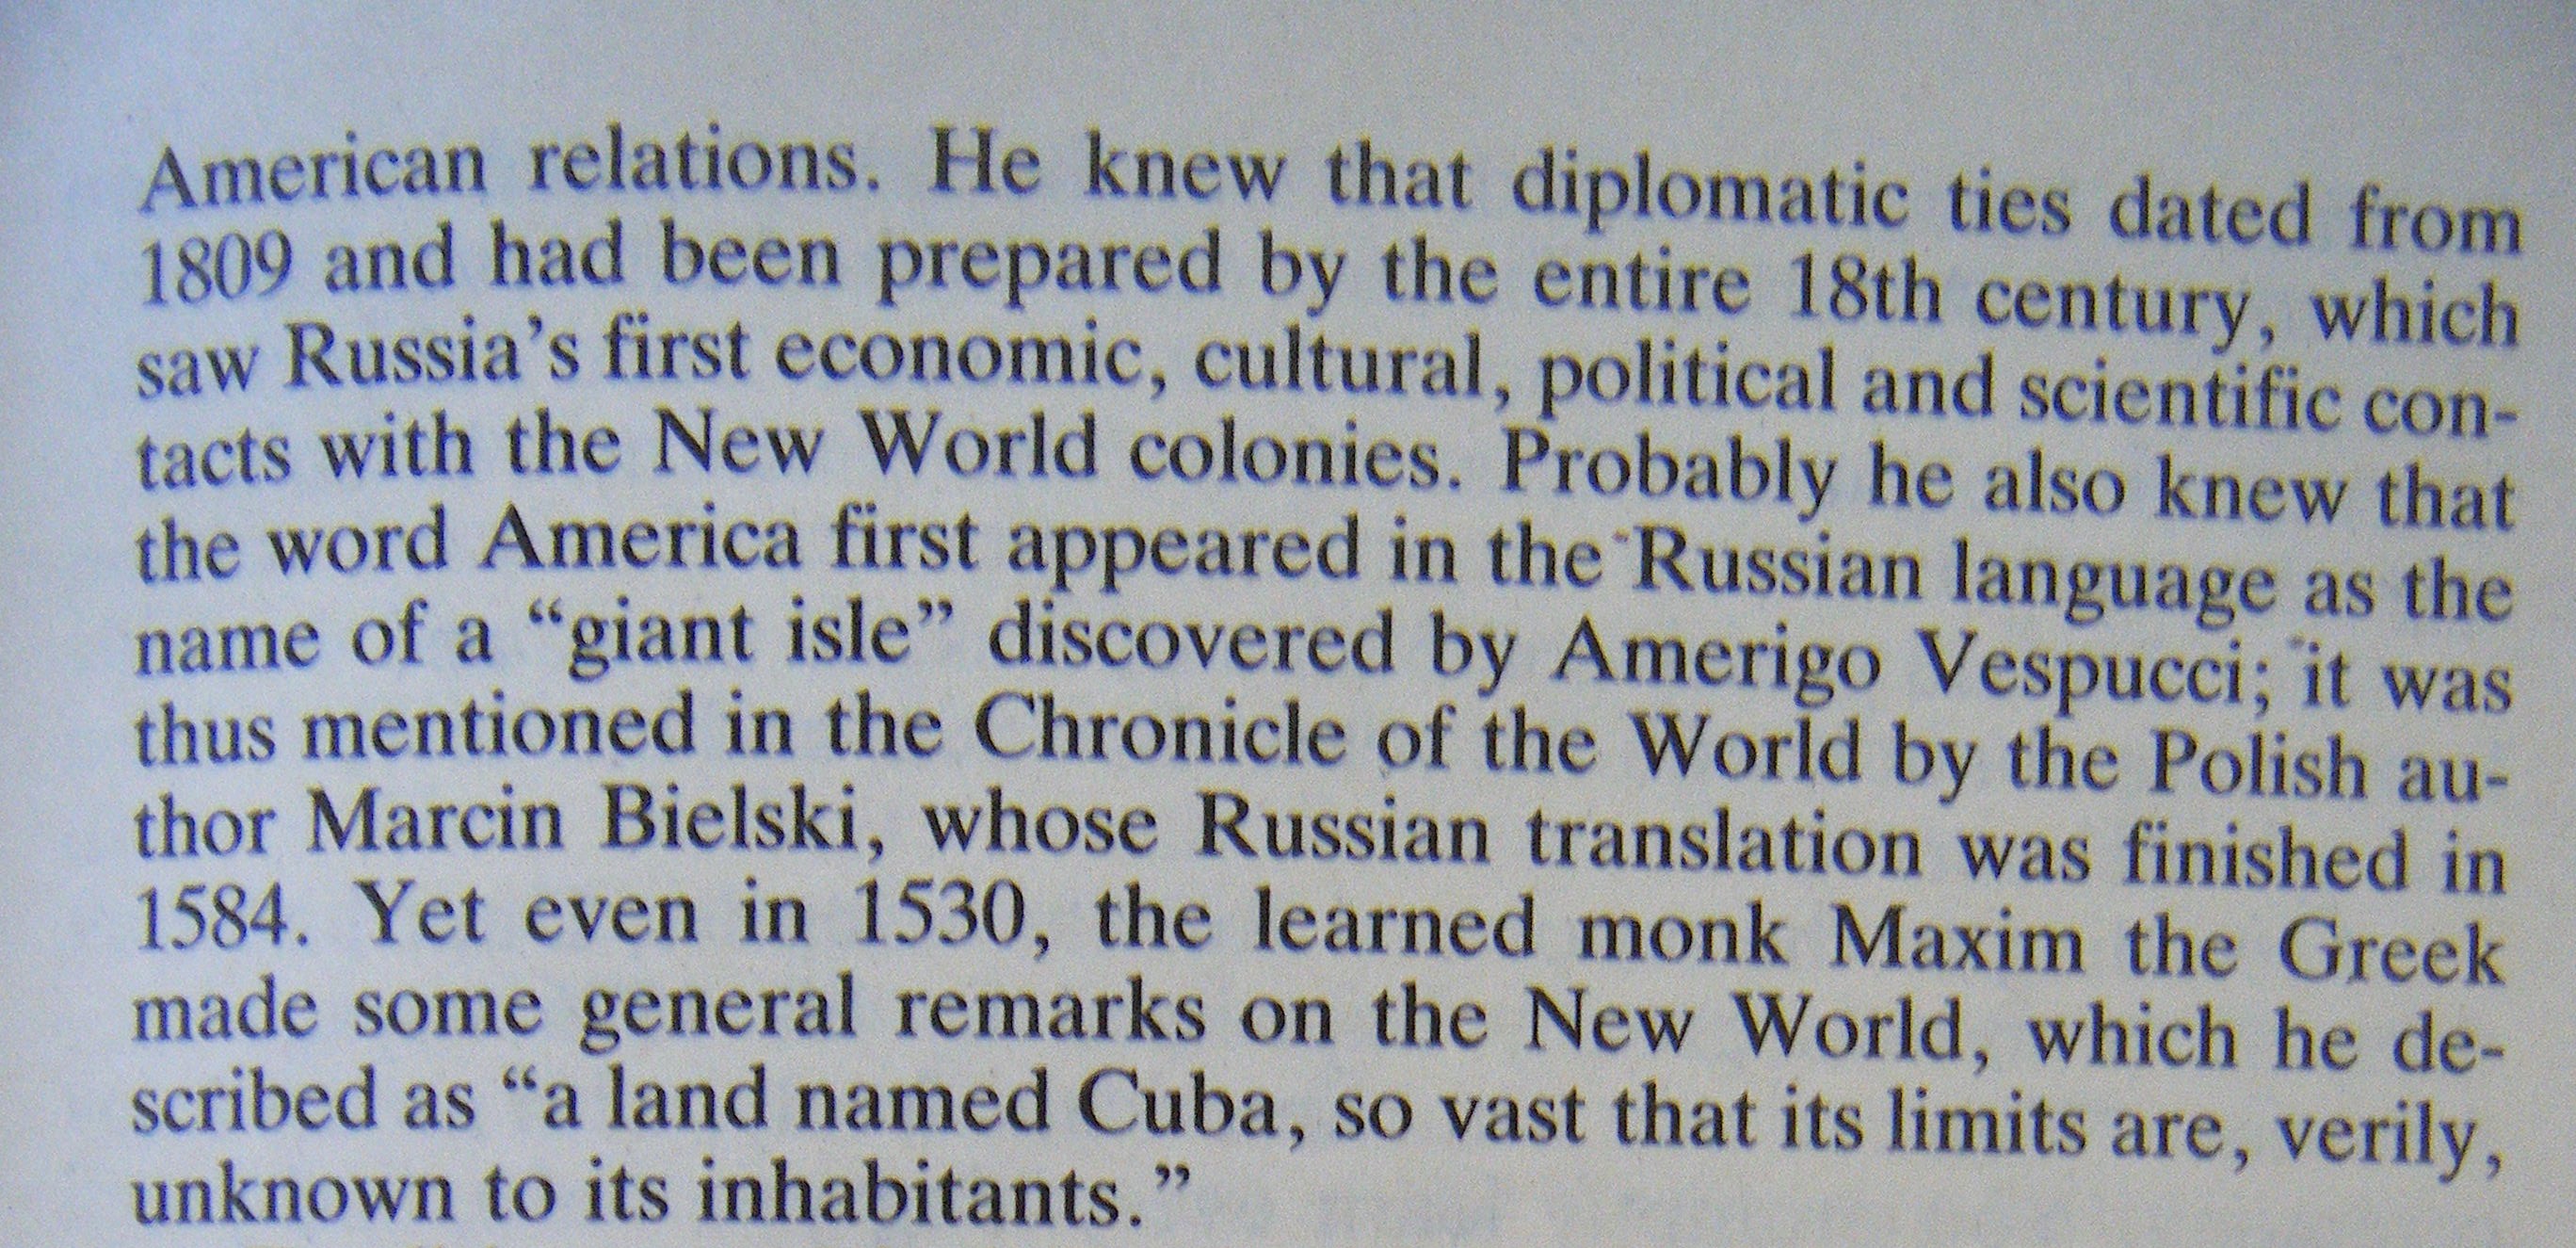 American relations. He knew that diplomatic ties dated from
1809 and had been prepared by the entire 18th century, which
saw Russia’s first economic, cultural, political and scientific con-
tacts with the New World colonies. Probably he also knew that
the word America first appeared in the Russian language as the
name of a “giant isle” discovered by Amerigo Vespucci; it was
thus mentioned in the Chronicle of the World by the Polish au-
thor Marcin Bielski, whose Russian translation was finished in
1584. Yet even in 1530, the learned monk Maxim the Greek
made some general remarks on the New World, which he de-
scribed as “a land named Cuba, so vast that its limits are, verily,
unknown to its inhabitants.”